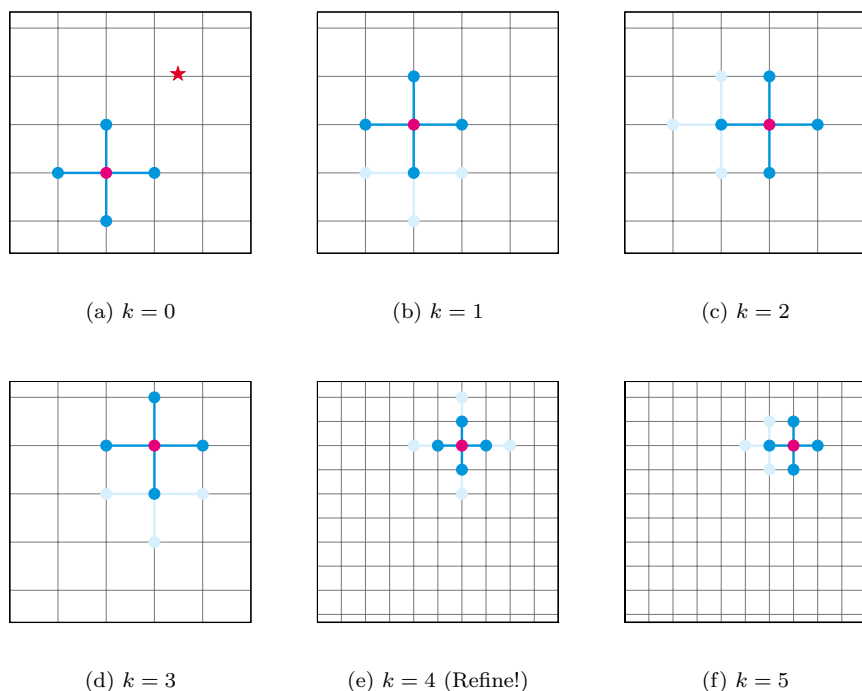 (a) k = 0
(b) k = 1
(c) k = 2
(d) k = 3
(e) k = 4 (Refine!)
(f) k = 5